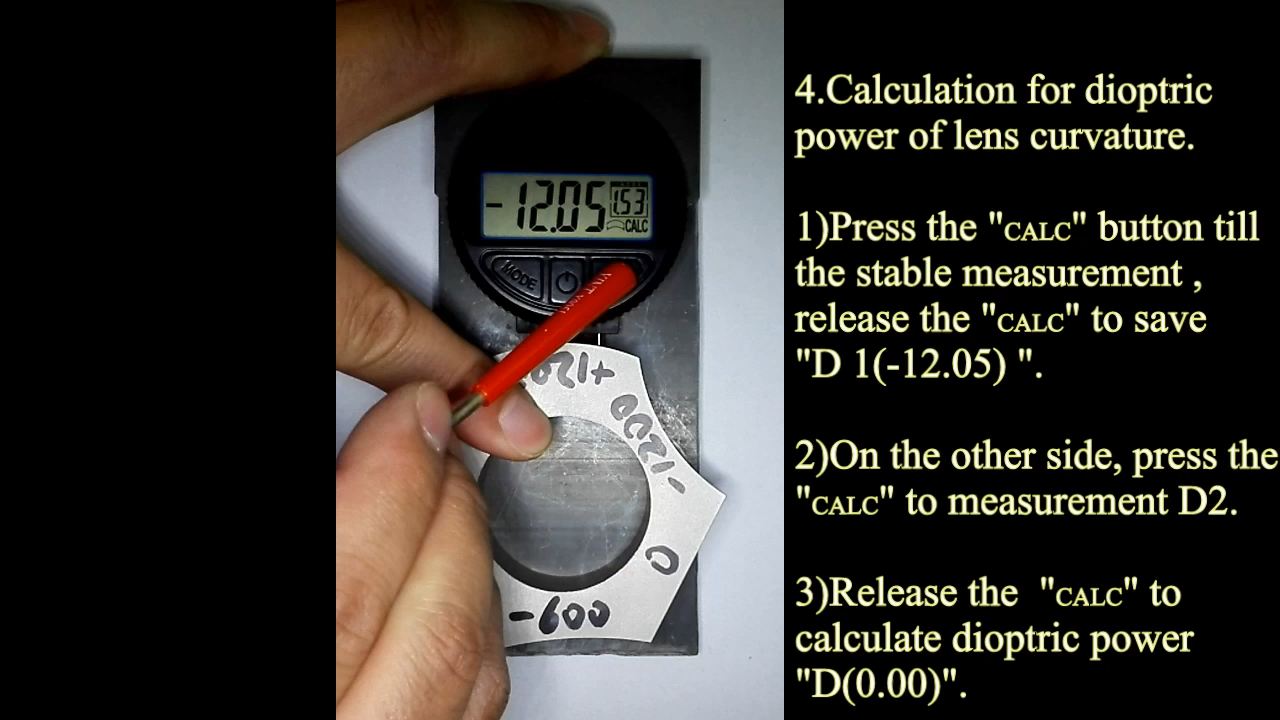 -12.05 1.53
CALC
MODE
+1200
-1200
0
-600
4.Calculation for dioptric
power of lens curvature.
1)Press the "CALC" button till
the stable measurement ,
release the "CALC" to save
"D 1(-12.05) ".
2)On the other side, press the
"CALC" to measurement D2.
3)Release the  "CALC" to
calculate dioptric power
"D(0.00)".